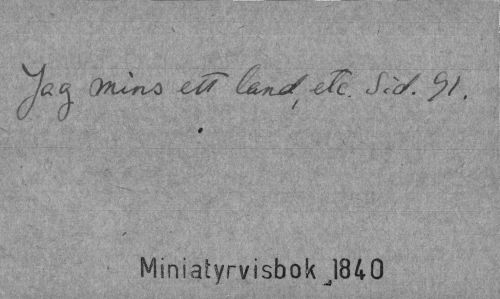 Jag mins ett land, etc. Sid. 91.
Miniatyrvisbok 1840